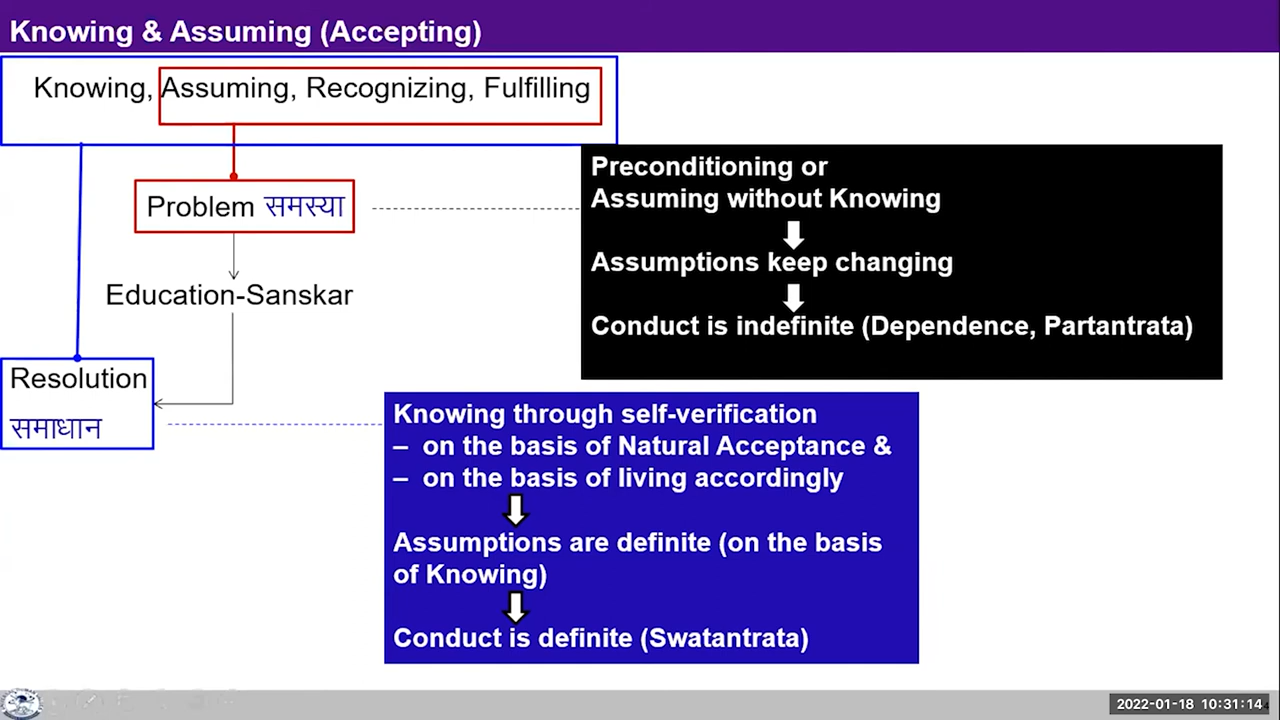 Knowing & Assuming (Accepting)
Knowing, Assuming, Recognizing, Fulfilling
Problem समस्या
Education-Sanskar
Resolution
समाधान
Preconditioning or
Assuming without Knowing
Assumptions keep changing
Conduct is indefinite (Dependence, Partantrata)
Knowing through self-verification
– on the basis of Natural Acceptance &
– on the basis of living accordingly
Assumptions are definite (on the basis
of Knowing)
Conduct is definite (Swatantrata)
2022-01-18 10:31:14